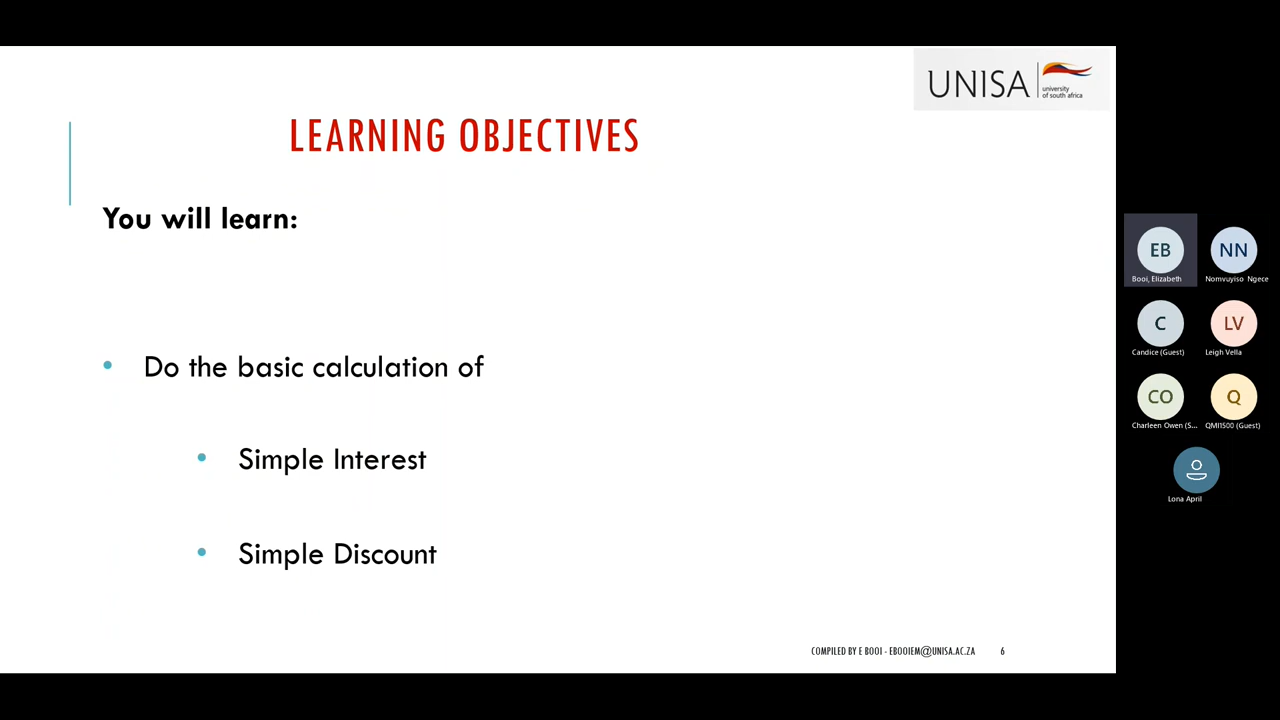 UNISA
university
of south africa
LEARNING OBJECTIVES
You will learn:
• Do the basic calculation of
• Simple Interest
• Simple Discount
COMPILED BY E BOOI - EBOOIEM@UNISA.AC.ZA 6
EB NN
Booi, Elizabeth Nomvuyiso Ngece
C LV
Candice (Guest) Leigh Vella
CO Q
Charleen Owen (S... QMI1500 (Guest)
Lona April